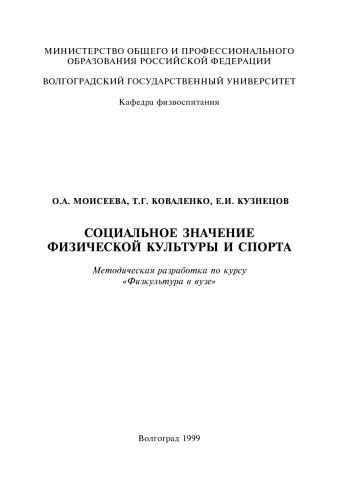 МИНИСТЕРСТВО ОБЩЕГО И ПРОФЕССИОНАЛЬНОГО
ОБРАЗОВАНИЯ РОССИЙСКОЙ ФЕДЕРАЦИИ
ВОЛГОГРАДСКИЙ ГОСУДАРСТВЕННЫЙ УНИВЕРСИТЕТ
Кафедра физвоспитания
О.А. МОИСЕЕВА, Т.Г. КОВАЛЕНКО, Е.И. КУЗНЕЦОВ
СОЦИАЛЬНОЕ ЗНАЧЕНИЕ
ФИЗИЧЕСКОЙ КУЛЬТУРЫ И СПОРТА
Методическая разработка по курсу
«Физкультура в вузе»
Волгоград 1999